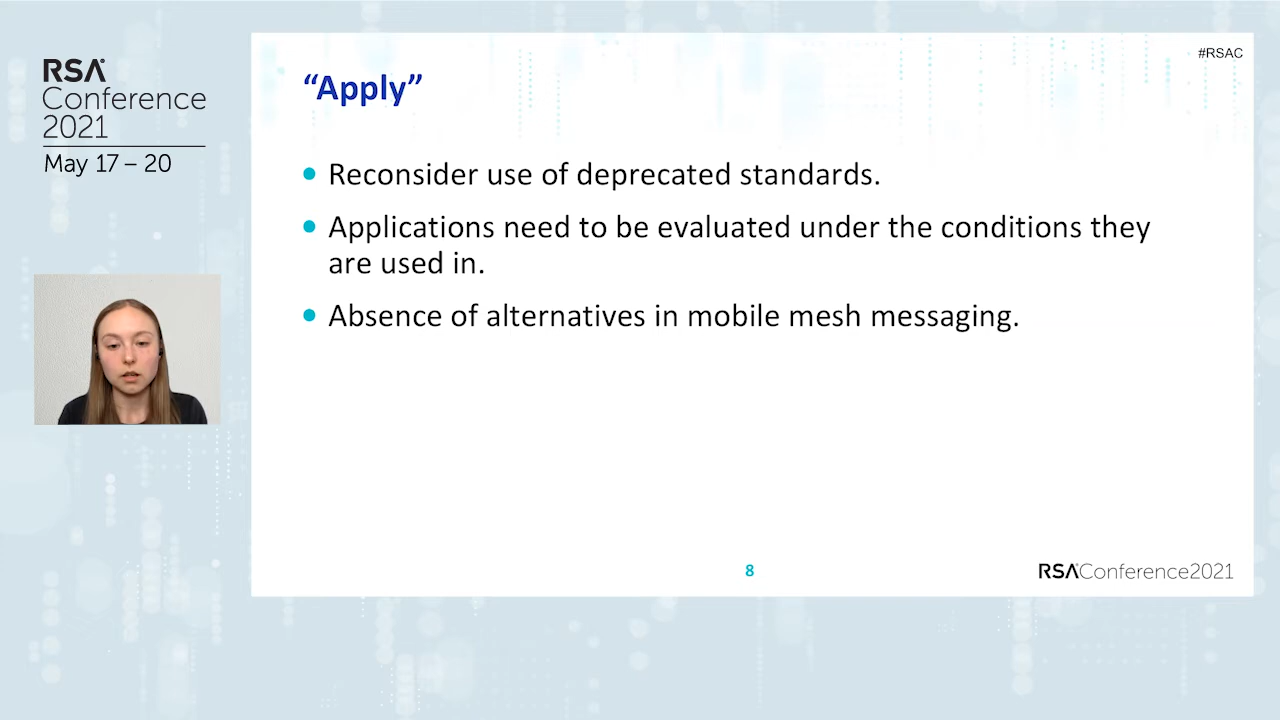 RSA
Conference
2021
May 17 – 20
#RSAC
“Apply”
• Reconsider use of deprecated standards.
• Applications need to be evaluated under the conditions they
are used in.
• Absence of alternatives in mobile mesh messaging.
8
RSAConference2021